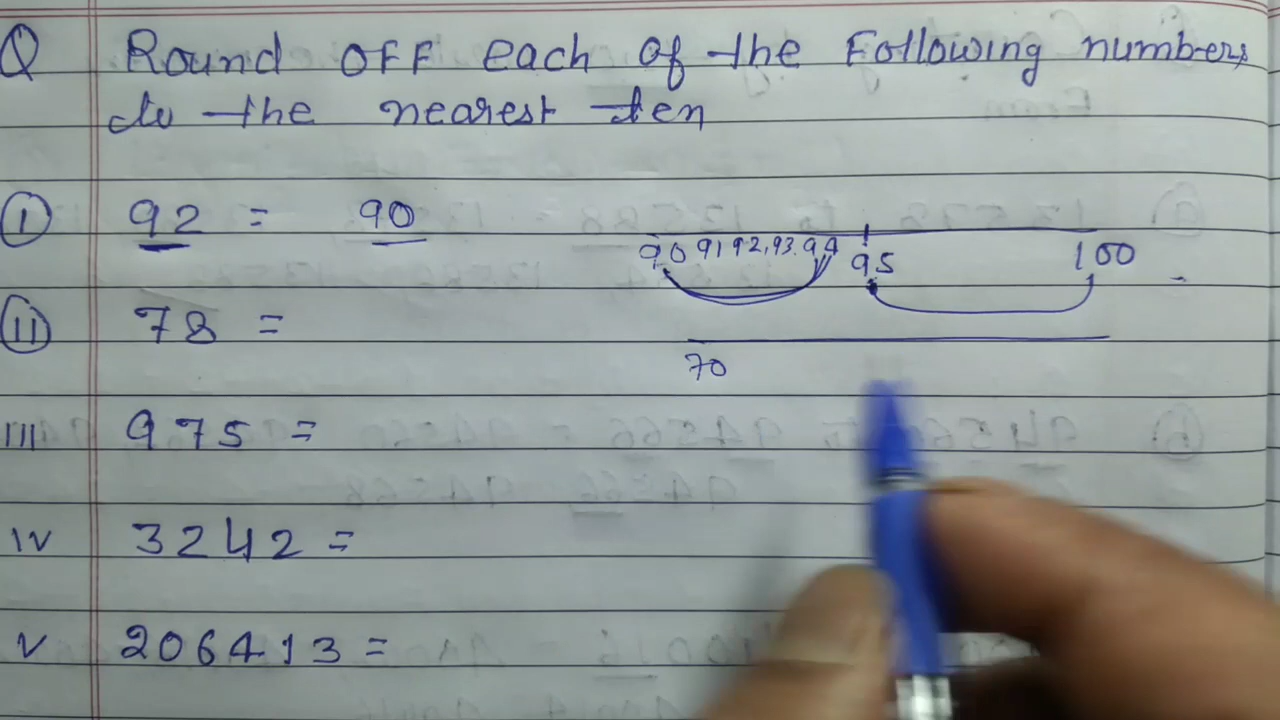 Q Round OFF each of the Following numbers
to the nearest ten
I 92 = 90
90 91 92, 93. 94 95 100
II 78 =
70
III 975 =
IV 3242 =
V 206413 =